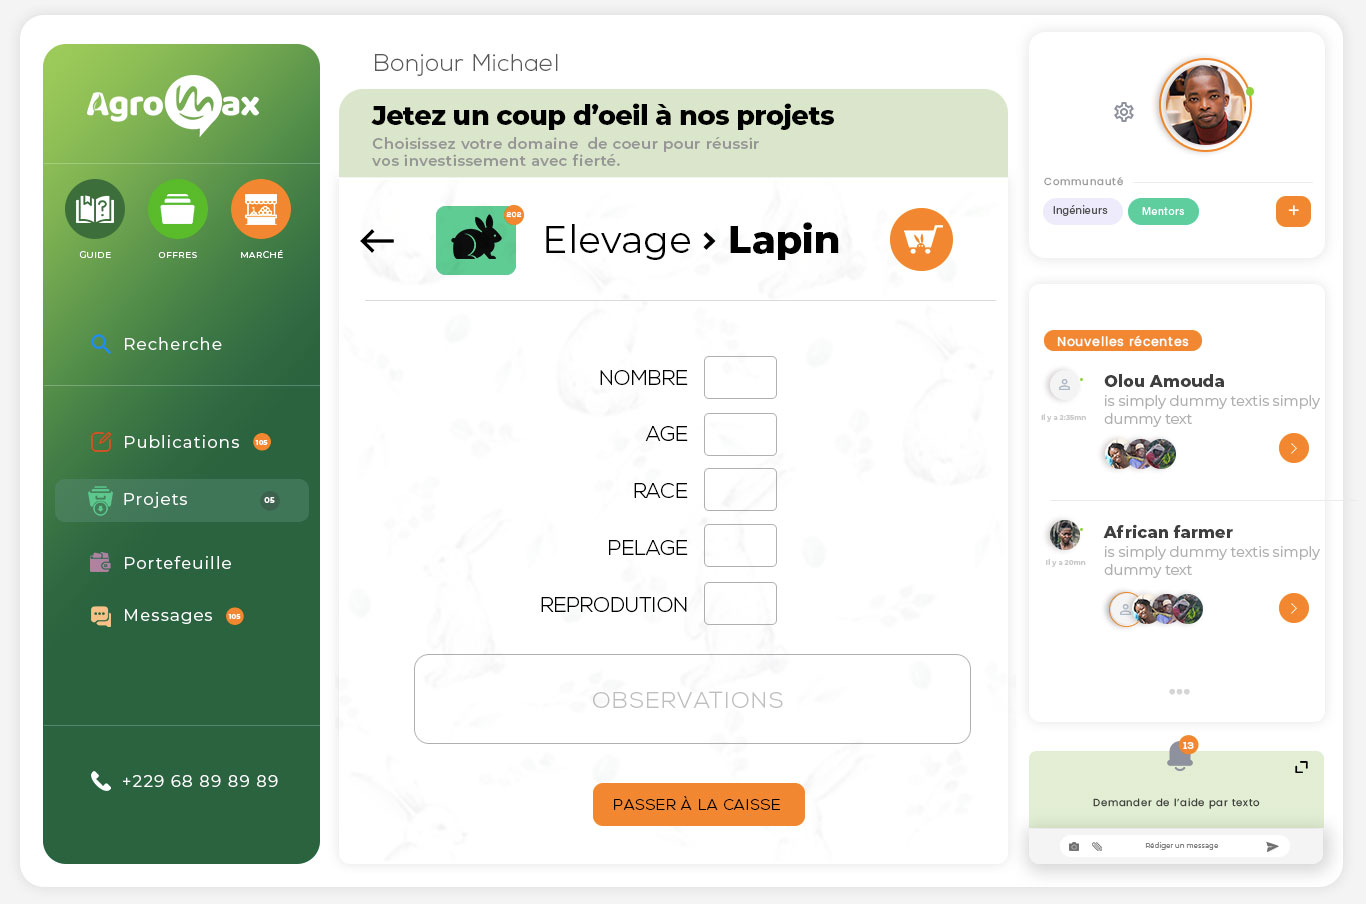 AgroMax
GUIDE
OFFRES
MARCHÉ
Recherche
Publications 105
Projets 05
Portefeuille
Messages 105
+229 68 89 89 89
Bonjour Michael
Jetez un coup d’oeil à nos projets
Choisissez votre domaine de coeur pour réussir
vos investissement avec fierté.
202
Elevage › Lapin
NOMBRE
AGE
RACE
PELAGE
REPRODUTION
OBSERVATIONS
PASSER À LA CAISSE
Communauté
Ingénieurs
Mentors
+
Nouvelles récentes
Olou Amouda
is simply dummy textis simply
dummy text
Il y a 2:35mn
African farmer
is simply dummy textis simply
dummy text
Il y a 20mn
13
Demander de l’aide par texto
Rédiger un message